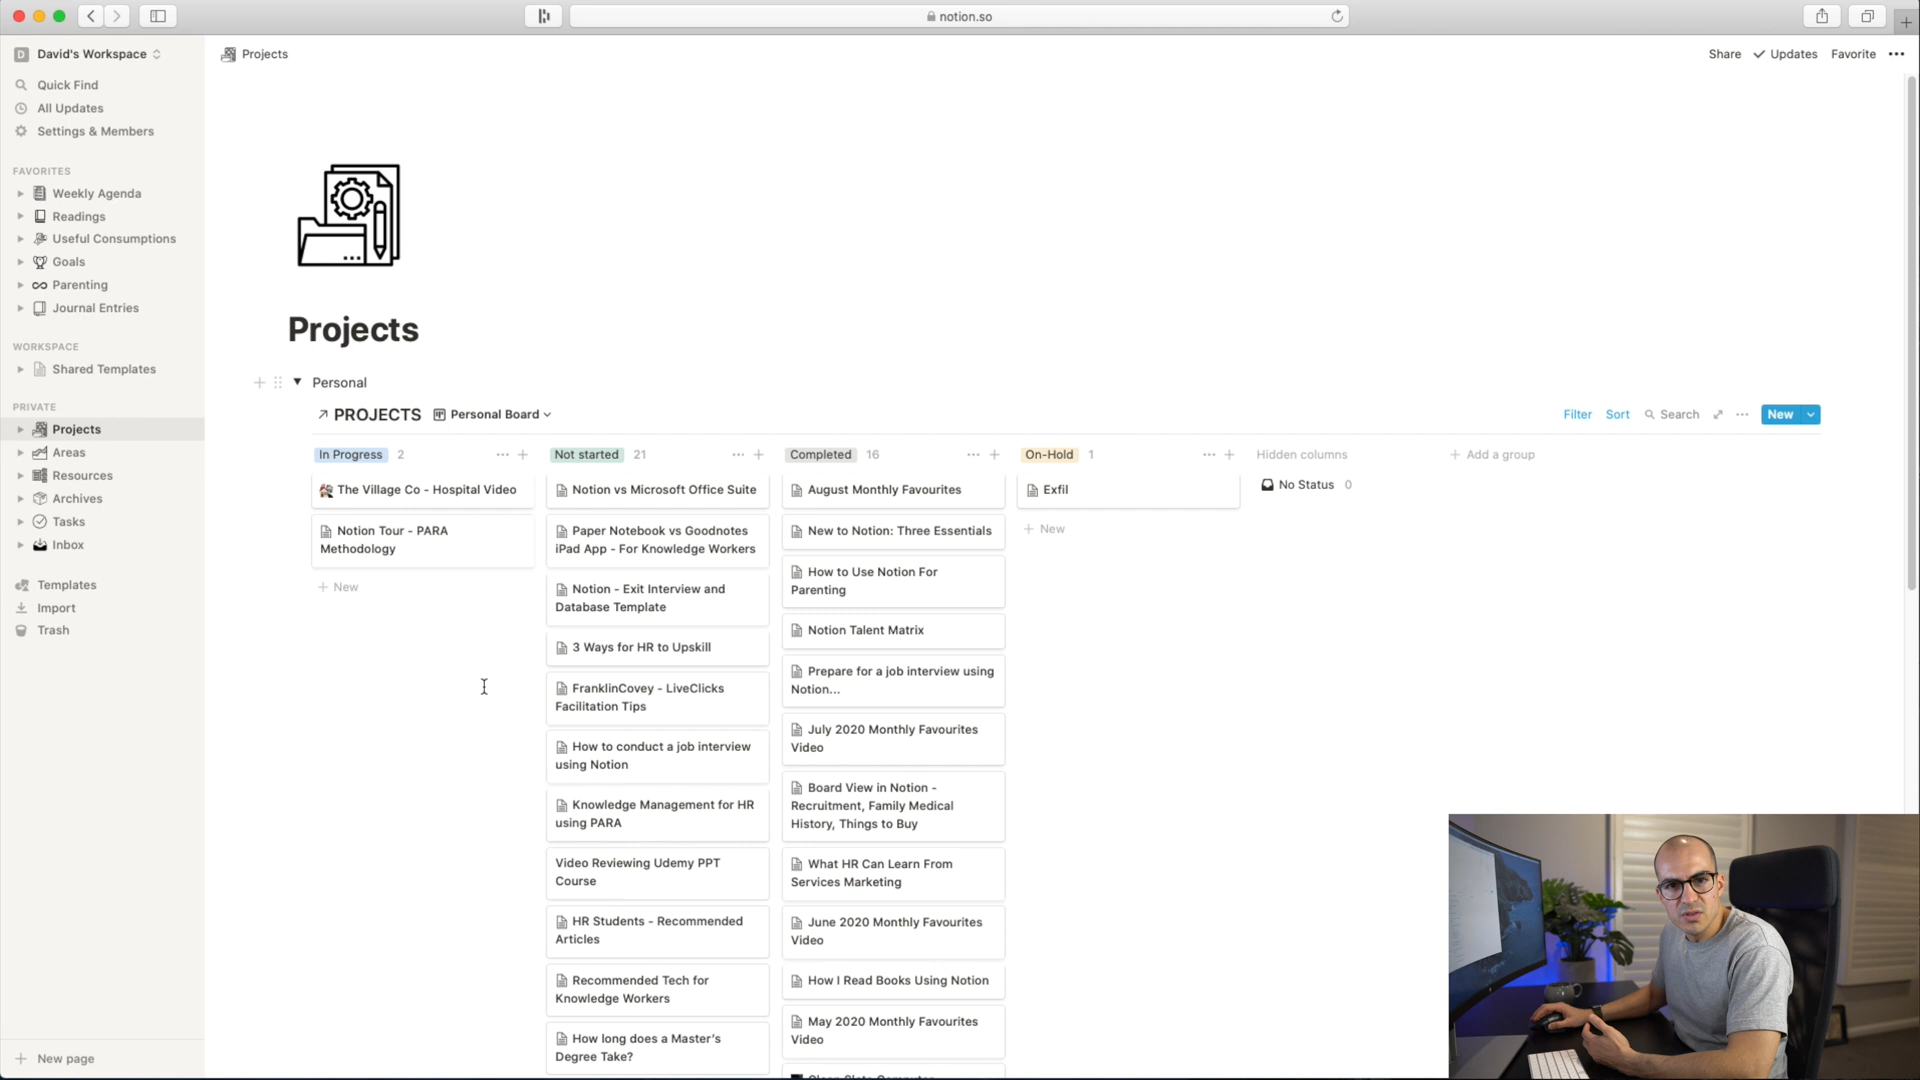 notion.so
D David's Workspace
Quick Find
All Updates
Settings & Members
FAVORITES
Weekly Agenda
Readings
Useful Consumptions
Goals
Parenting
Journal Entries
WORKSPACE
Shared Templates
PRIVATE
Projects
Areas
Resources
Archives
Tasks
Inbox
Templates
Import
Trash
New page
Projects
Share Updates Favorite
Projects
Personal
PROJECTS Personal Board
Filter Sort Search New
In Progress 2
The Village Co - Hospital Video
Notion Tour - PARA
Methodology
New
Not started 21
Notion vs Microsoft Office Suite
Paper Notebook vs Goodnotes
iPad App - For Knowledge Workers
Notion - Exit Interview and
Database Template
3 Ways for HR to Upskill
FranklinCovey - LiveClicks
Facilitation Tips
How to conduct a job interview
using Notion
Knowledge Management for HR
using PARA
Video Reviewing Udemy PPT
Course
HR Students - Recommended
Articles
Recommended Tech for
Knowledge Workers
How long does a Master's
Degree Take?
Completed 16
August Monthly Favourites
New to Notion: Three Essentials
How to Use Notion For
Parenting
Notion Talent Matrix
Prepare for a job interview using
Notion...
July 2020 Monthly Favourites
Video
Board View in Notion -
Recruitment, Family Medical
History, Things to Buy
What HR Can Learn From
Services Marketing
June 2020 Monthly Favourites
Video
How I Read Books Using Notion
May 2020 Monthly Favourites
Video
On-Hold 1
Exfil
New
Hidden columns
No Status 0
Add a group